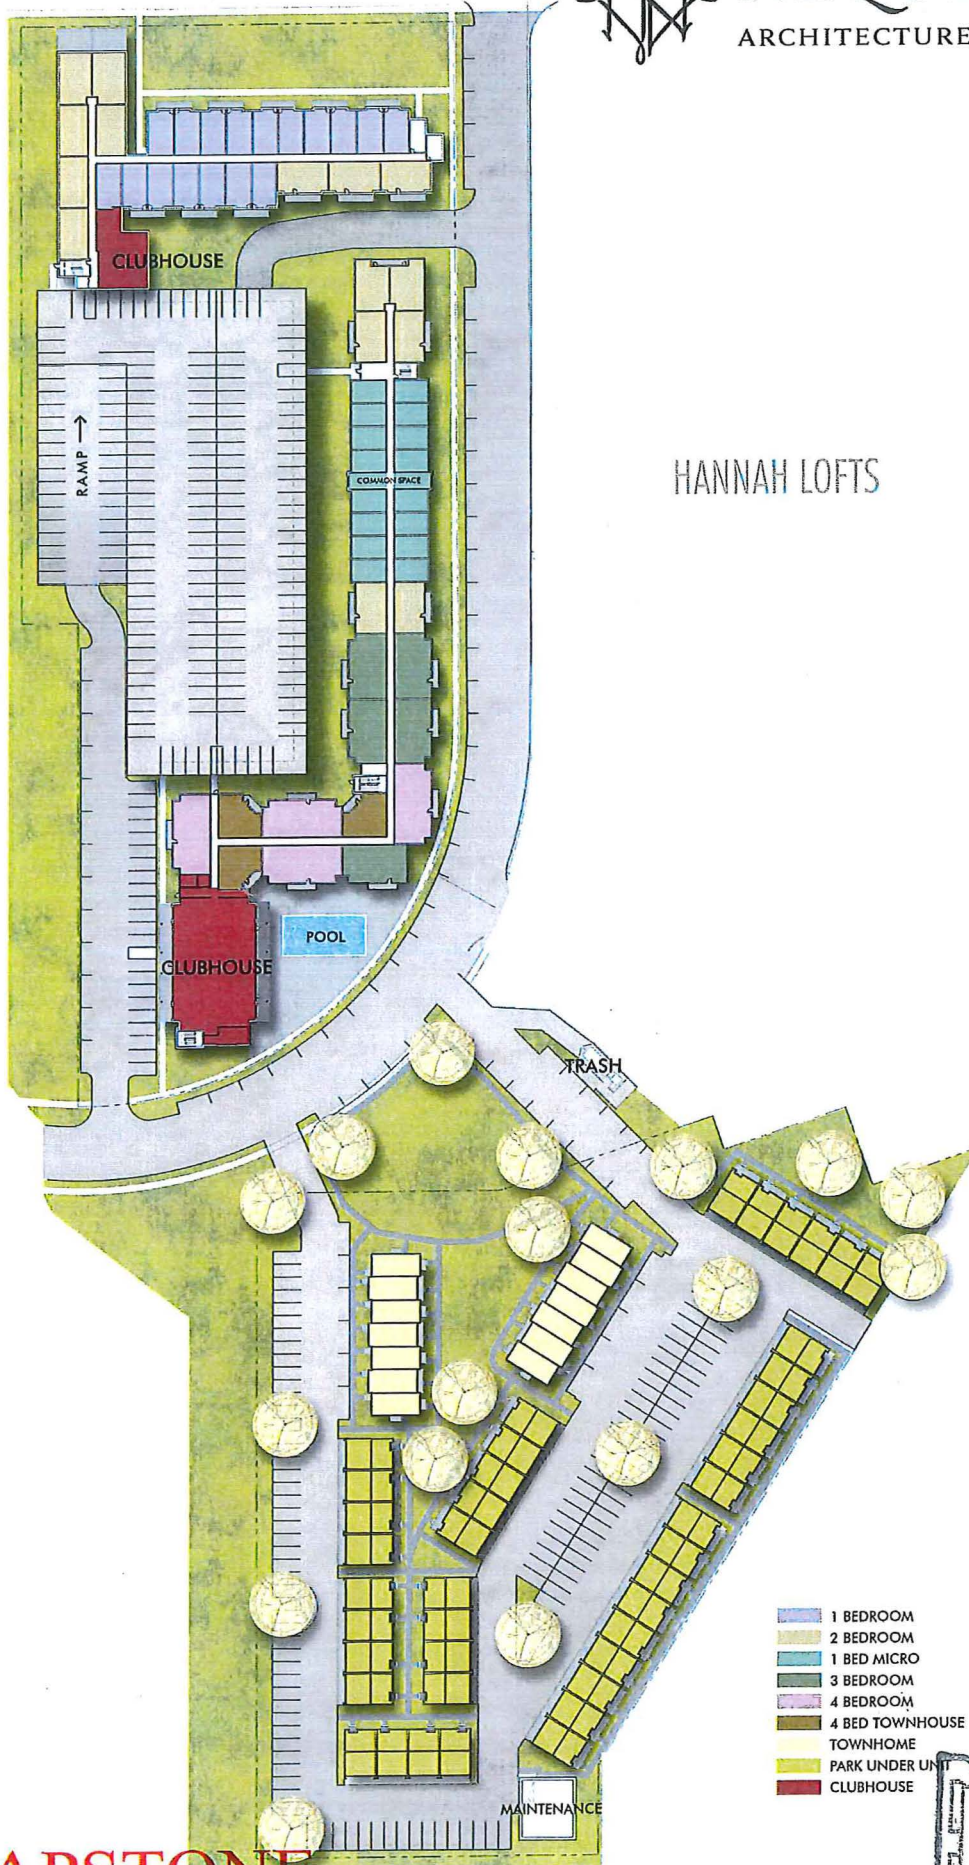 ARCHITECTURE
CLUBHOUSE
RAMP →
COMMON SPACE
HANNAH LOFTS
POOL
CLUBHOUSE
TRASH
1 BEDROOM
2 BEDROOM
1 BED MICRO
3 BEDROOM
4 BEDROOM
4 BED TOWNHOUSE
TOWNHOME
PARK UNDER UNIT
CLUBHOUSE
MAINTENANCE